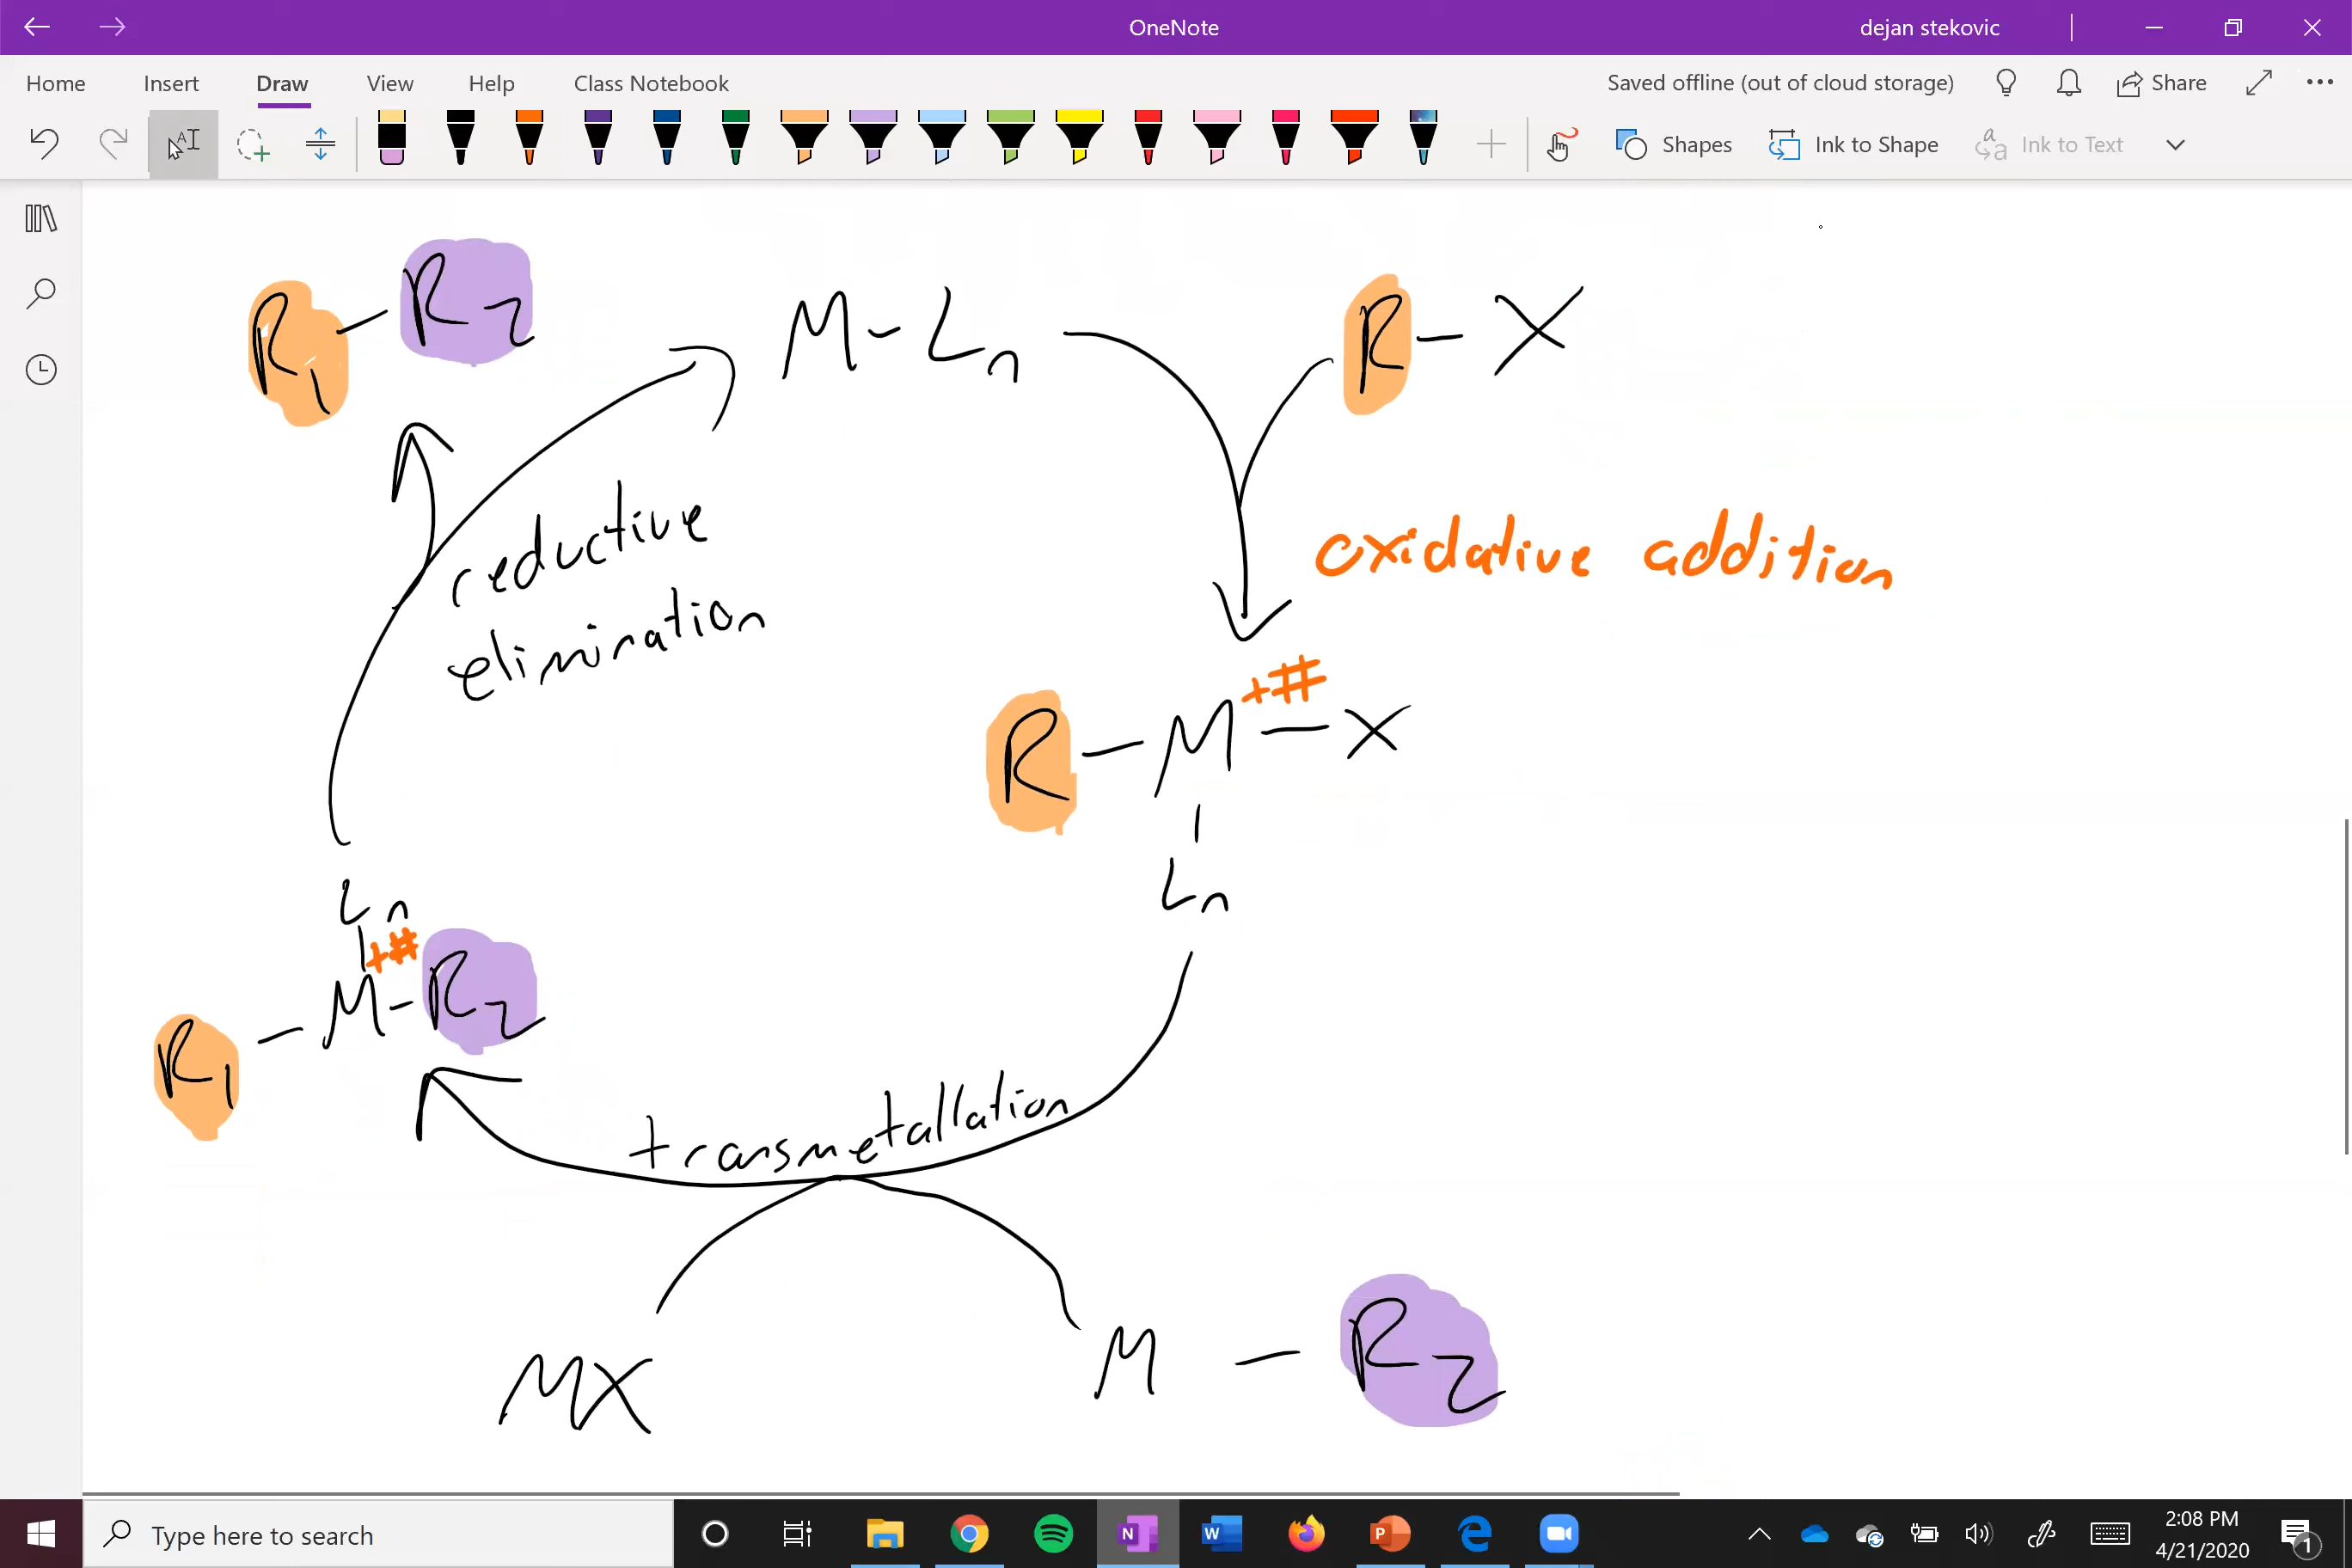 OneNote
dejan stekovic
Home Insert Draw View Help Class Notebook
Saved offline (out of cloud storage)
Share
Shapes Ink to Shape Ink to Text
R1 - R2
M - Ln
R - X
reductive
elimination
oxidative addition
+#
R - M - X
Ln
Ln
+#
R1 - M - R2
transmetallation
MX
M - R2
Type here to search
2:08 PM
4/21/2020
1